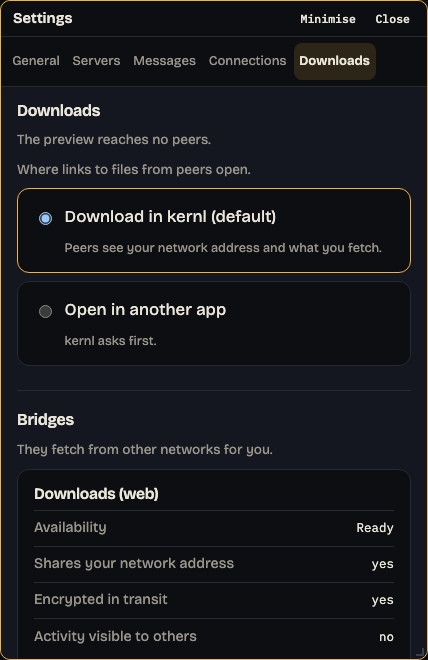 Settings
Minimise
Close
General
Servers
Messages
Connections
Downloads
Downloads
The preview reaches no peers.
Where links to files from peers open.
Download in kernl (default)
Peers see your network address and what you fetch.
Open in another app
kernl asks first.
Bridges
They fetch from other networks for you.
Downloads (web)
Availability
Ready
Shares your network address
yes
Encrypted in transit
yes
Activity visible to others
no